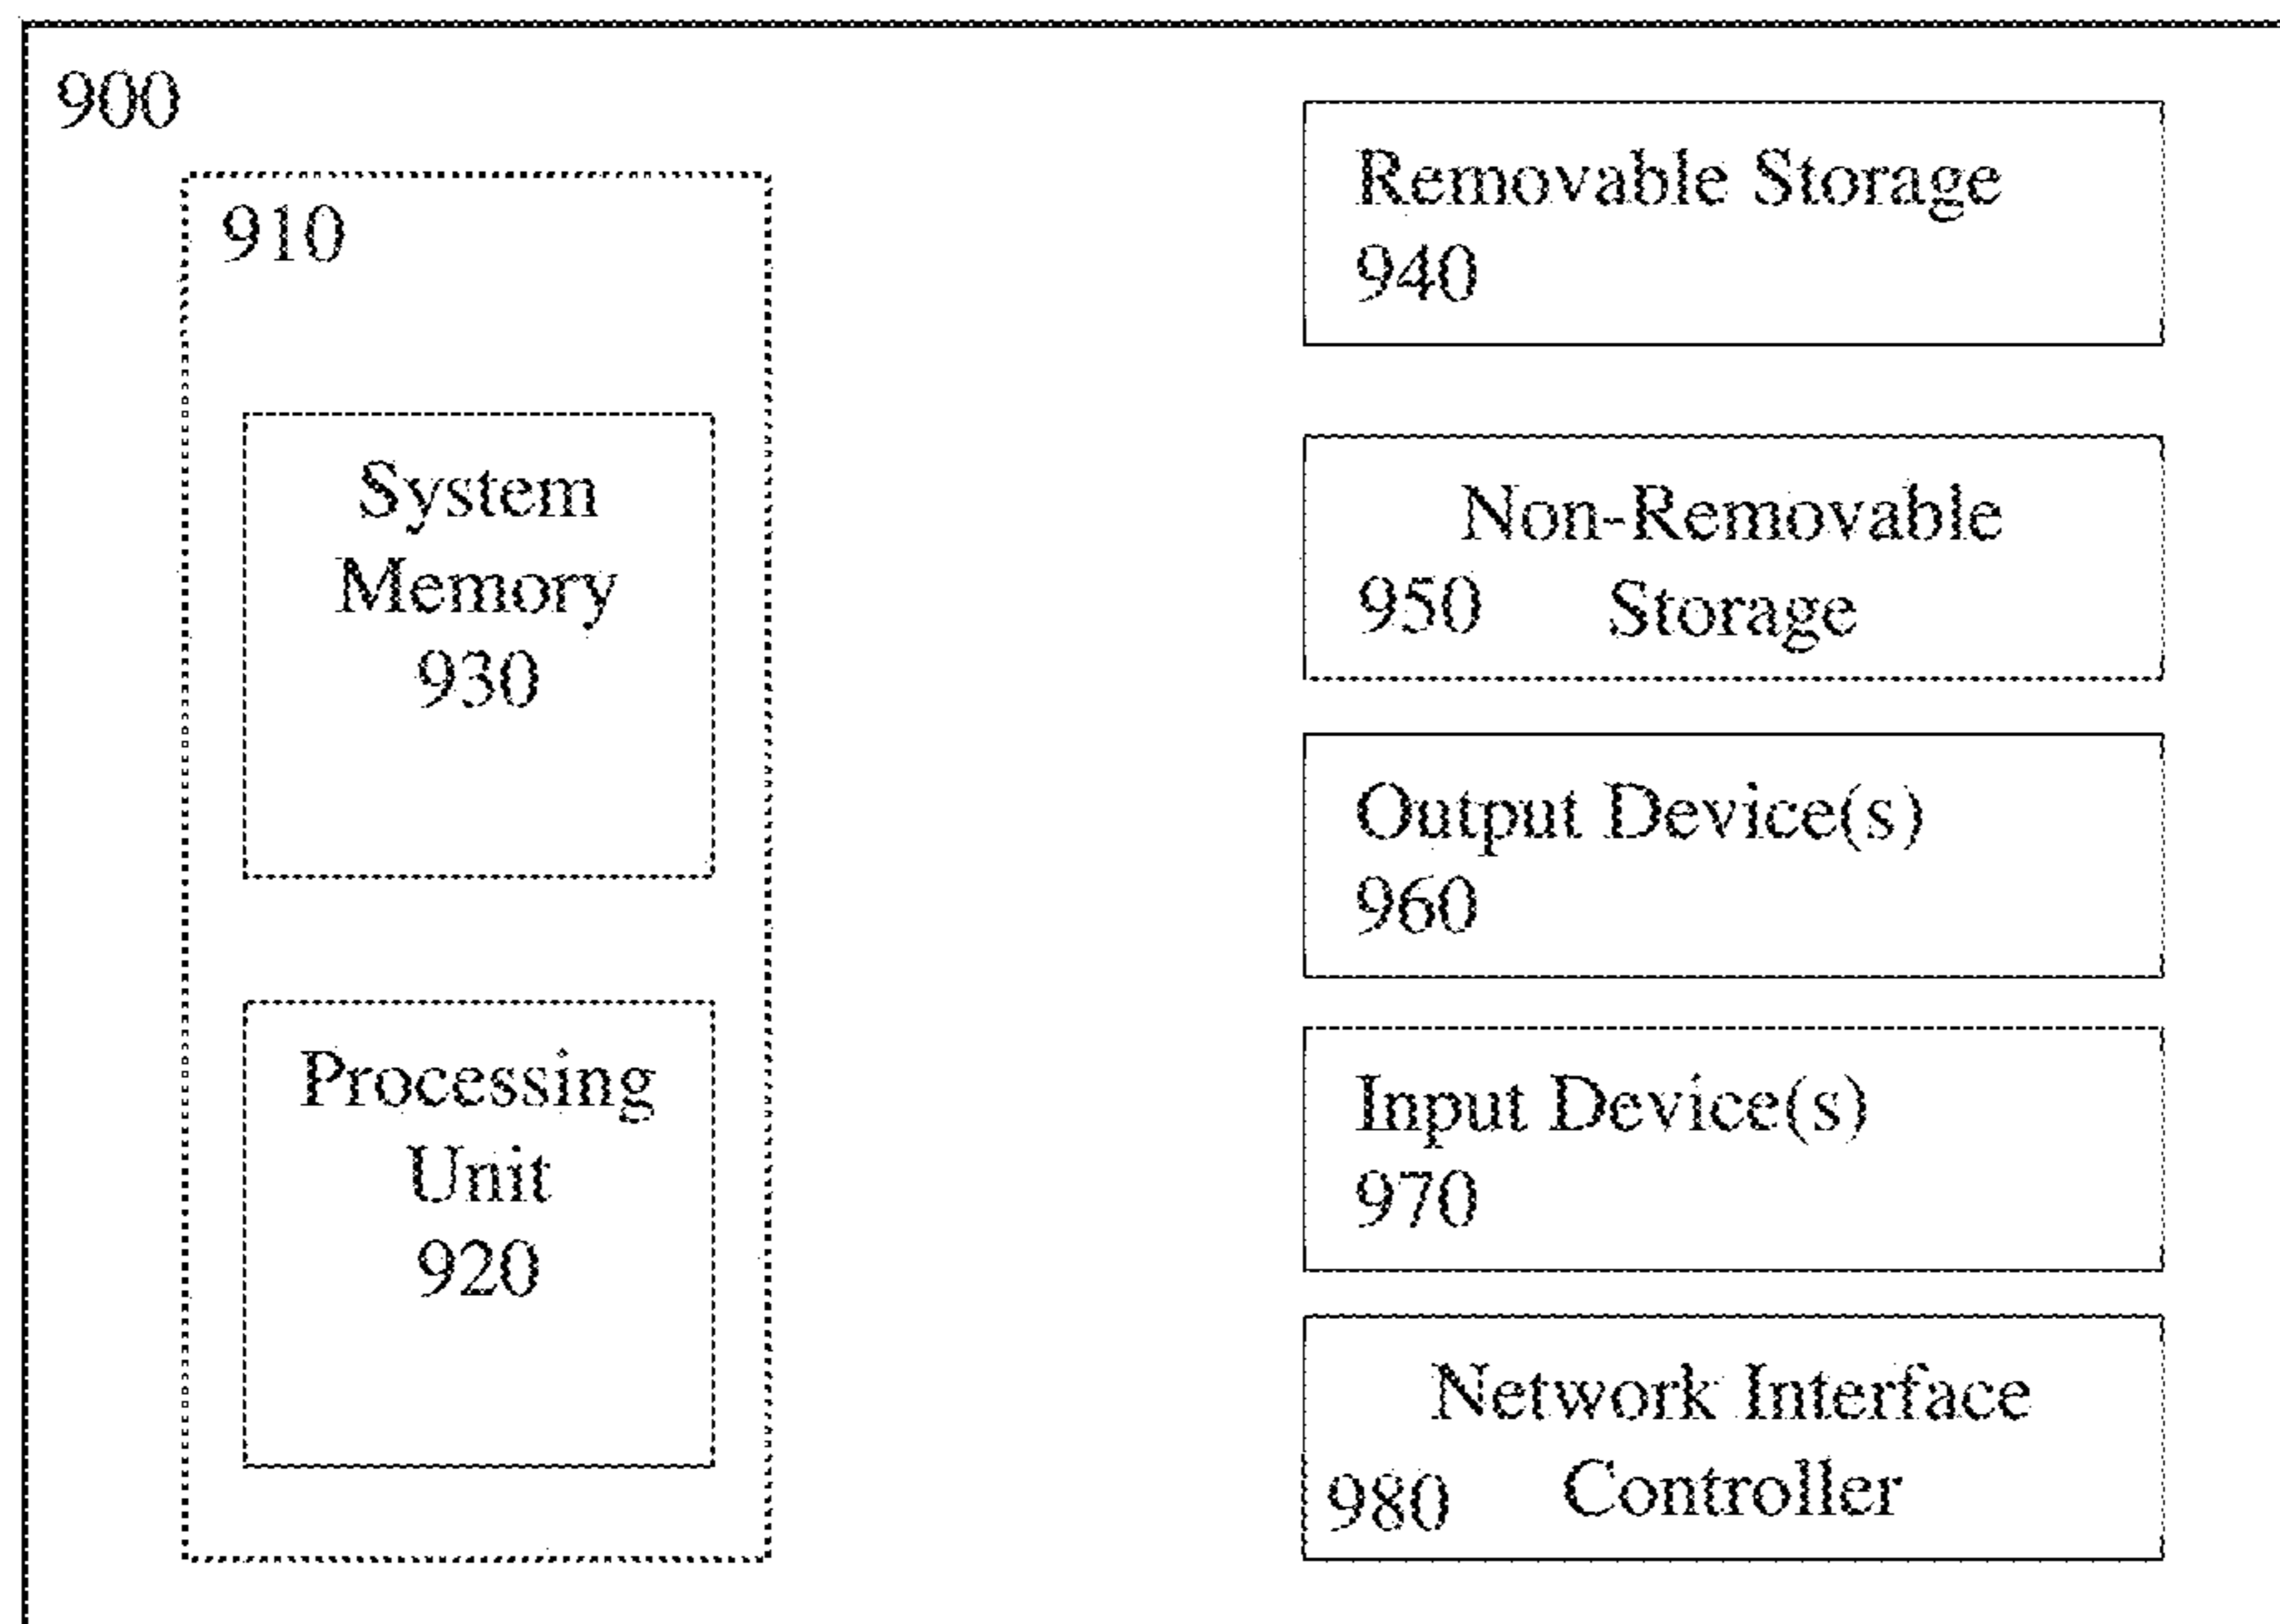 900
910
System
Memory
930
Processing
Unit
920
Removable Storage
940
Non-Removable
950 Storage
Output Device(s)
960
Input Device(s)
970
Network Interface
980 Controller